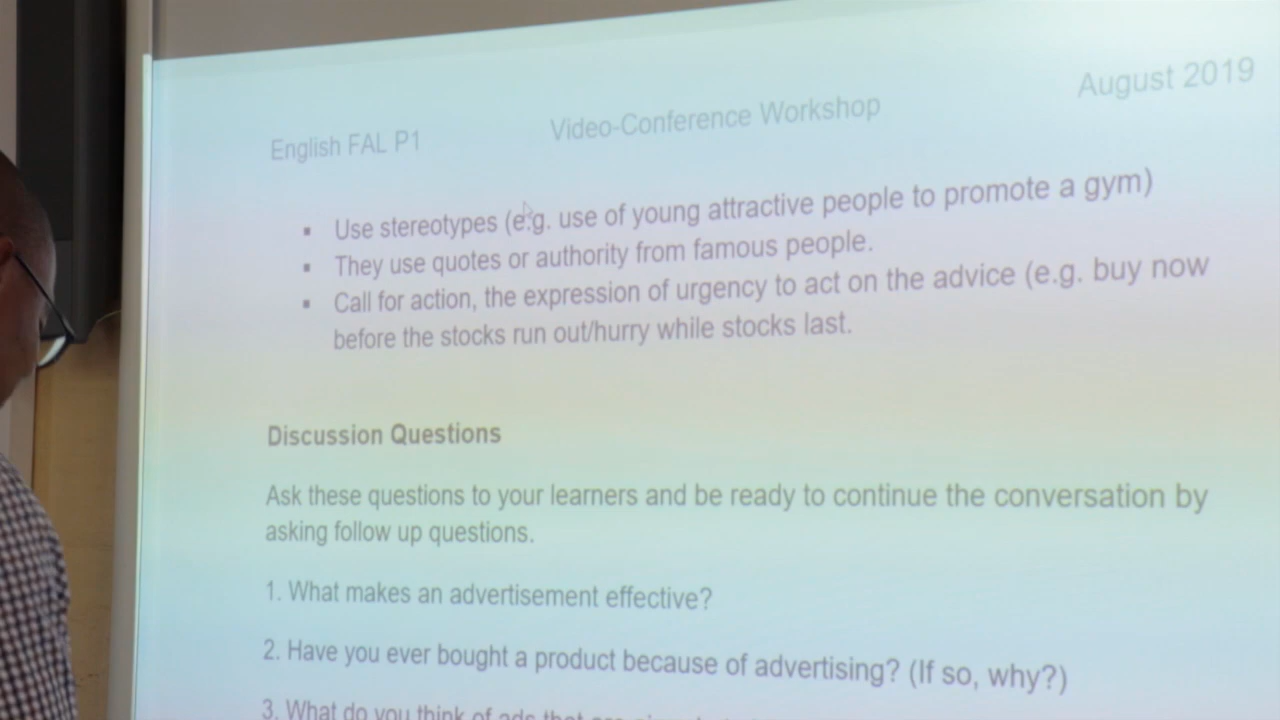 English FAL P1 Video-Conference Workshop August 2019
▪ Use stereotypes (e.g. use of young attractive people to promote a gym)
▪ They use quotes or authority from famous people.
▪ Call for action, the expression of urgency to act on the advice (e.g. buy now
before the stocks run out/hurry while stocks last.
Discussion Questions
Ask these questions to your learners and be ready to continue the conversation by
asking follow up questions.
1. What makes an advertisement effective?
2. Have you ever bought a product because of advertising? (If so, why?)
3. What do you think of ads that are